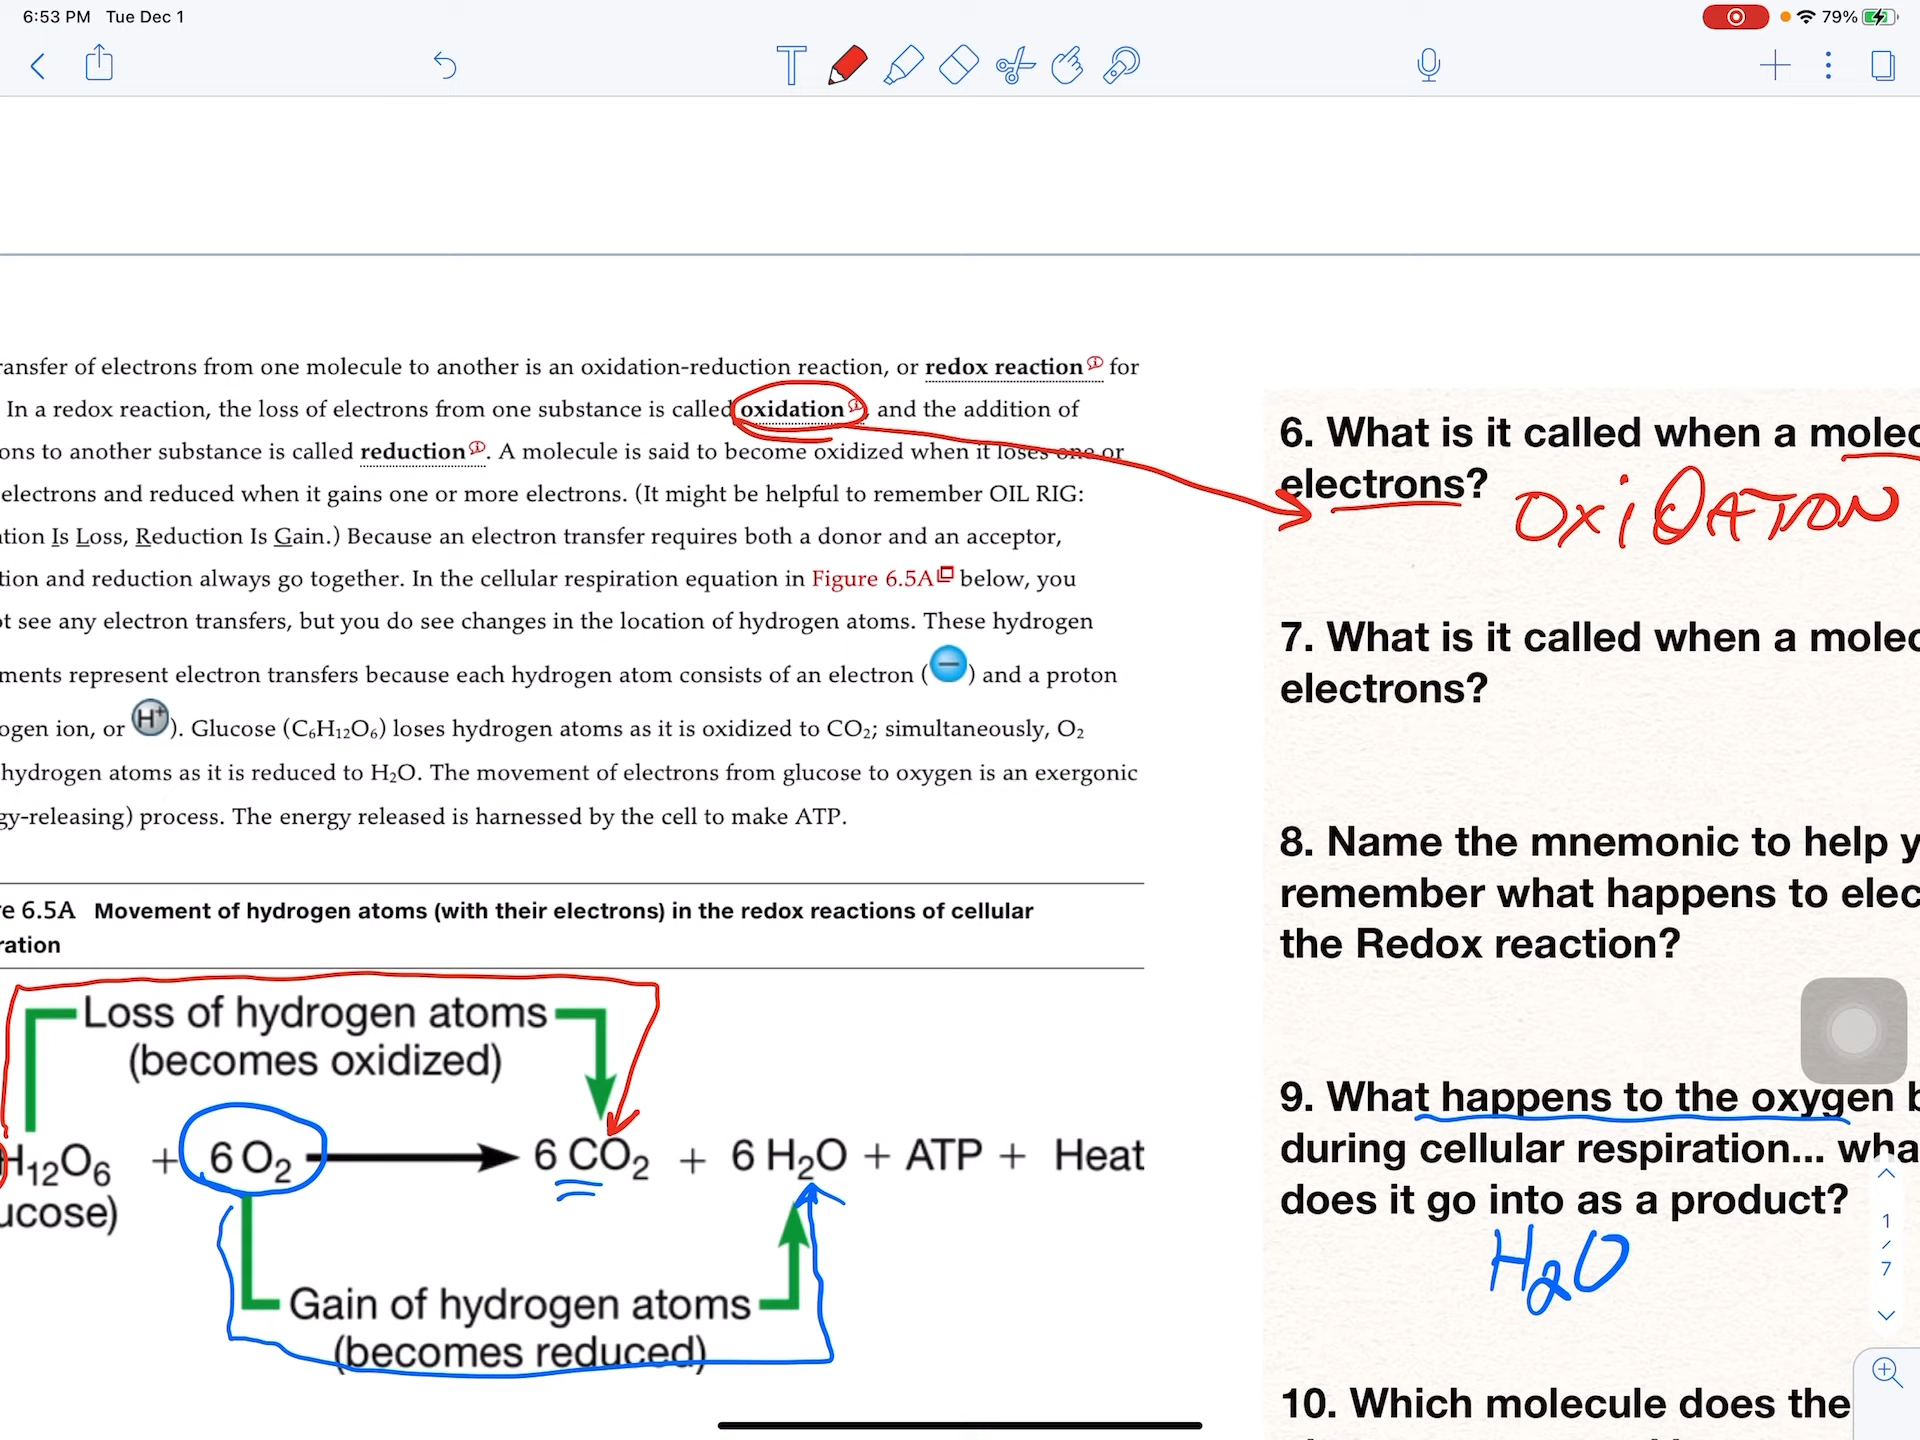 6:53 PM Tue Dec 1
79%
T
ransfer of electrons from one molecule to another is an oxidation-reduction reaction, or redox reaction for
In a redox reaction, the loss of electrons from one substance is called oxidation and the addition of
ons to another substance is called reduction. A molecule is said to become oxidized when it loses one or
electrons and reduced when it gains one or more electrons. (It might be helpful to remember OIL RIG:
tion Is Loss, Reduction Is Gain.) Because an electron transfer requires both a donor and an acceptor,
tion and reduction always go together. In the cellular respiration equation in Figure 6.5A below, you
ot see any electron transfers, but you do see changes in the location of hydrogen atoms. These hydrogen
ments represent electron transfers because each hydrogen atom consists of an electron (−) and a proton
ogen ion, or H⁺). Glucose (C₆H₁₂O₆) loses hydrogen atoms as it is oxidized to CO₂; simultaneously, O₂
hydrogen atoms as it is reduced to H₂O. The movement of electrons from glucose to oxygen is an exergonic
gy-releasing) process. The energy released is harnessed by the cell to make ATP.
re 6.5A Movement of hydrogen atoms (with their electrons) in the redox reactions of cellular
ration
Loss of hydrogen atoms
(becomes oxidized)
H₁₂O₆ + 6 O₂ 6 CO₂ + 6 H₂O + ATP + Heat
ucose)
Gain of hydrogen atoms
(becomes reduced)
6. What is it called when a molec
electrons? OXIDATION
7. What is it called when a molec
electrons?
8. Name the mnemonic to help y
remember what happens to elec
the Redox reaction?
9. What happens to the oxygen b
during cellular respiration... wha
does it go into as a product?
H₂O
10. Which molecule does the
1
/
7